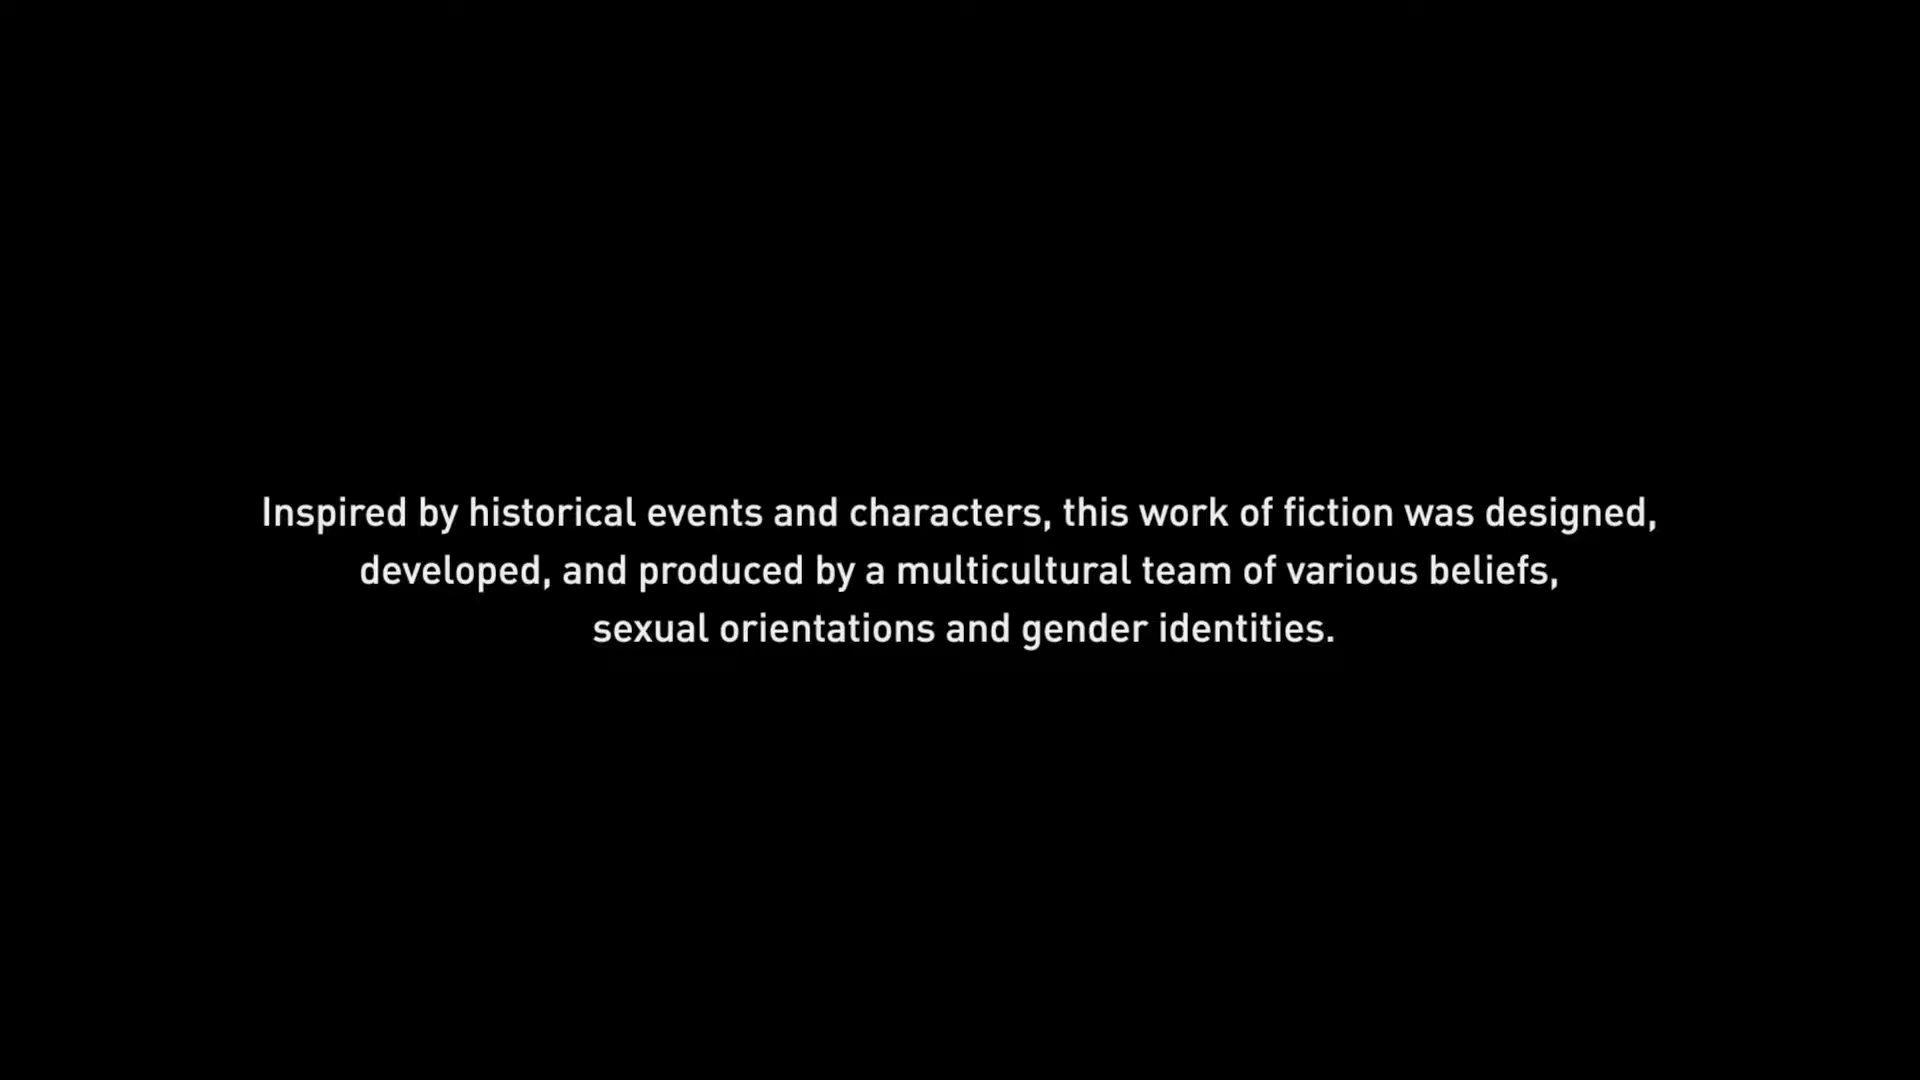 Inspired by historical events and characters, this work of fiction was designed,
developed, and produced by a multicultural team of various beliefs,
sexual orientations and gender identities.